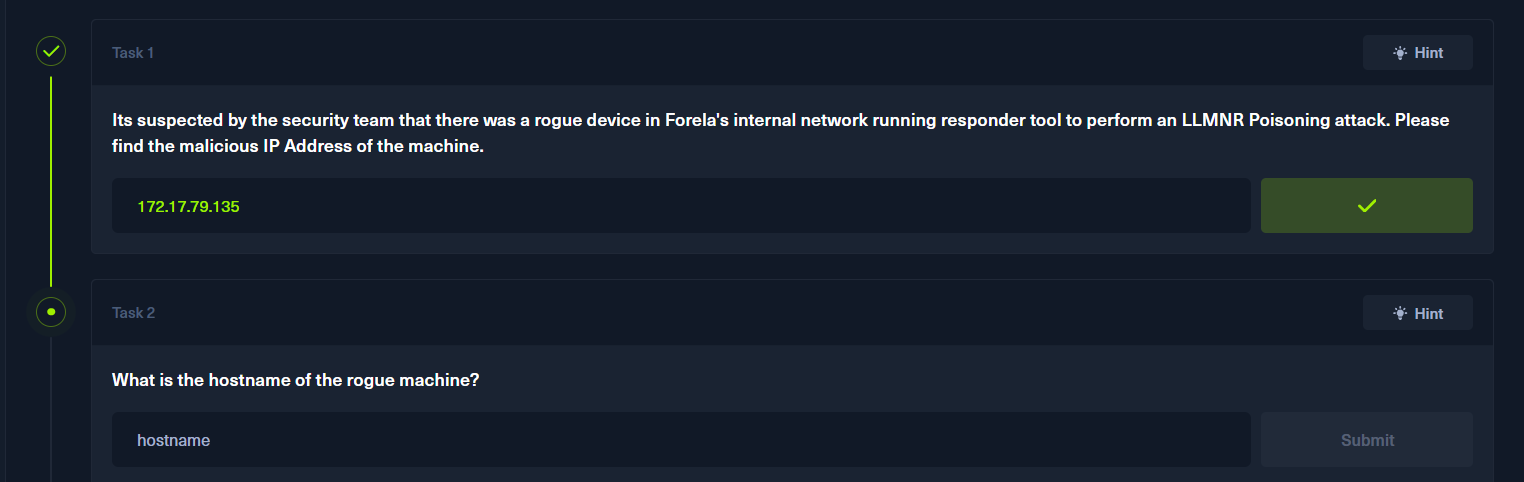 Task 1
Hint
Its suspected by the security team that there was a rogue device in Forela's internal network running responder tool to perform an LLMNR Poisoning attack. Please
find the malicious IP Address of the machine.
172.17.79.135
Task 2
Hint
What is the hostname of the rogue machine?
hostname
Submit